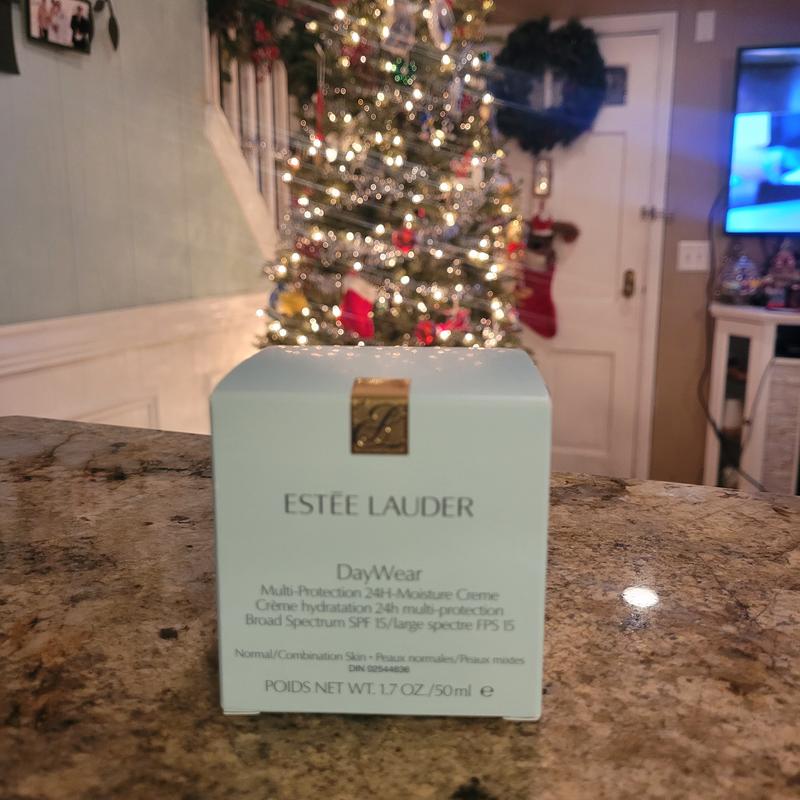 ESTĒE LAUDER
DayWear
Multi-Protection 24H-Moisture Creme
Crème hydratation 24h multi-protection
Broad Spectrum SPF 15/large spectre FPS 15
Normal/Combination Skin • Peaux normales/Peaux mixtes
DIN 02544636
POIDS NET WT. 1.7 OZ./50 ml ℮